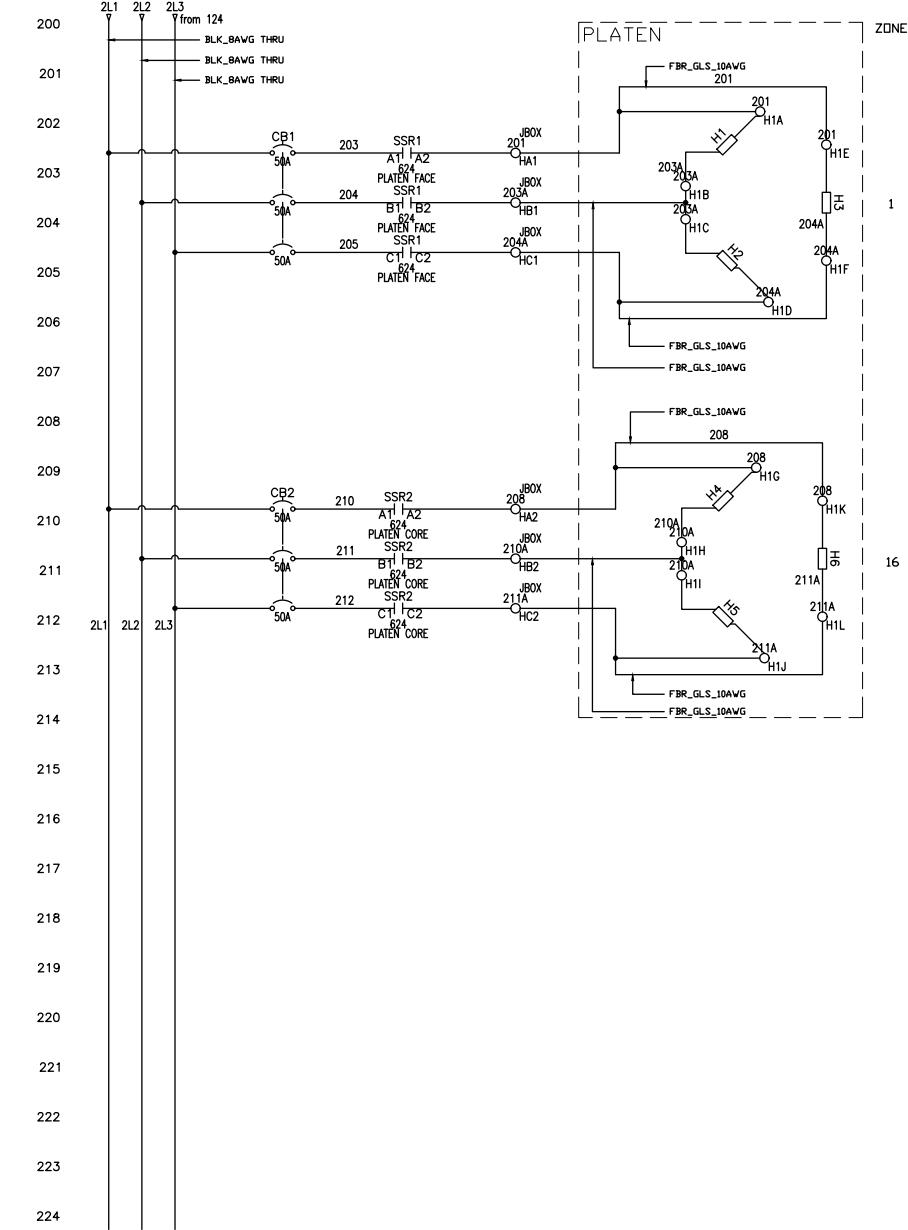 200
2L1 2L2 2L3
from 124
BLK_8AWG THRU
BLK_8AWG THRU
BLK_8AWG THRU
PLATEN
ZONE
201
FBR_GLS_10AWG
201
202
201
H1A
CB1
50A
203
SSR1
A1 A2
624
PLATEN FACE
JBOX
201
HA1
H1
201
H1E
203
203A
203A
H1B
50A
204
SSR1
B1 B2
624
PLATEN FACE
JBOX
203A
HB1
H3
1
204
203A
H1C
204A
50A
205
SSR1
C1 C2
624
PLATEN FACE
JBOX
204A
HC1
H2
204A
H1F
205
204A
H1D
206
FBR_GLS_10AWG
207
FBR_GLS_10AWG
208
FBR_GLS_10AWG
208
209
208
H1G
CB2
50A
210
SSR2
A1 A2
624
PLATEN CORE
JBOX
208
HA2
H4
208
H1K
210
210A
210A
H1H
50A
211
SSR2
B1 B2
624
PLATEN CORE
JBOX
210A
HB2
H6
16
211
210A
H1I
211A
50A
212
SSR2
C1 C2
624
PLATEN CORE
JBOX
211A
HC2
H5
211A
H1L
212
2L1 2L2 2L3
211A
H1J
213
FBR_GLS_10AWG
FBR_GLS_10AWG
214
215
216
217
218
219
220
221
222
223
224